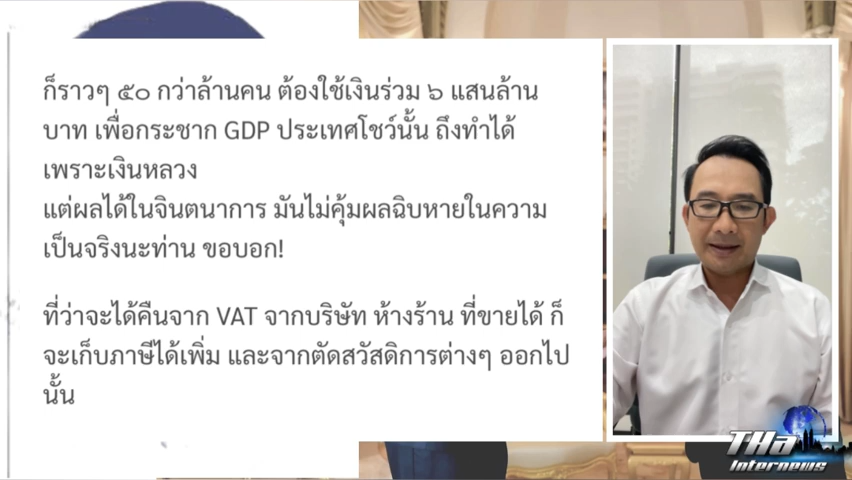 ก็ราวๆ ๕๐ กว่าล้านคน ต้องใช้เงินร่วม ๖ แสนล้าน
บาท เพื่อกระชาก GDP ประเทศโชว์นั้น ถึงทำได้
เพราะเงินหลวง
แต่ผลได้ในจินตนาการ มันไม่คุ้มผลฉิบหายในความ
เป็นจริงนะท่าน ขอบอก!
ที่ว่าจะได้คืนจาก VAT จากบริษัท ห้างร้าน ที่ขายได้ ก็
จะเก็บภาษีได้เพิ่ม และจากตัดสวัสดิการต่างๆ ออกไป
นั้น
THa
Internews